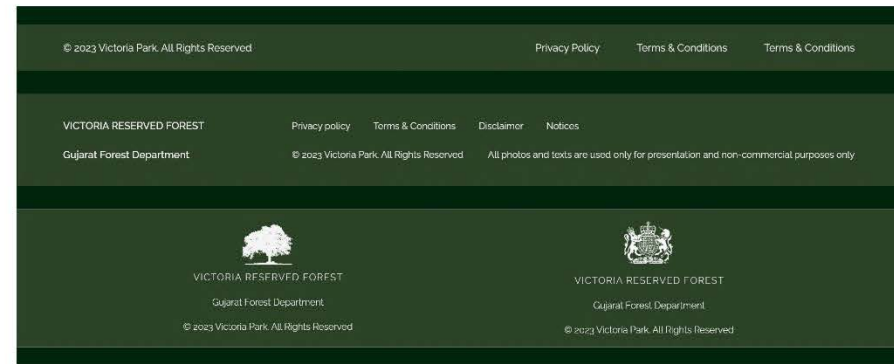 © 2023 Victoria Park. All Rights Reserved Privacy Policy Terms & Conditions Terms & Conditions
VICTORIA RESERVED FOREST Privacy policy Terms & Conditions Disclaimer Notices
Gujarat Forest Department © 2023 Victoria Park. All Rights Reserved All photos and texts are used only for presentation and non-commercial purposes only
VICTORIA RESERVED FOREST
Gujarat Forest Department
© 2023 Victoria Park. All Rights Reserved
VICTORIA RESERVED FOREST
Gujarat Forest Department
© 2023 Victoria Park. All Rights Reserved